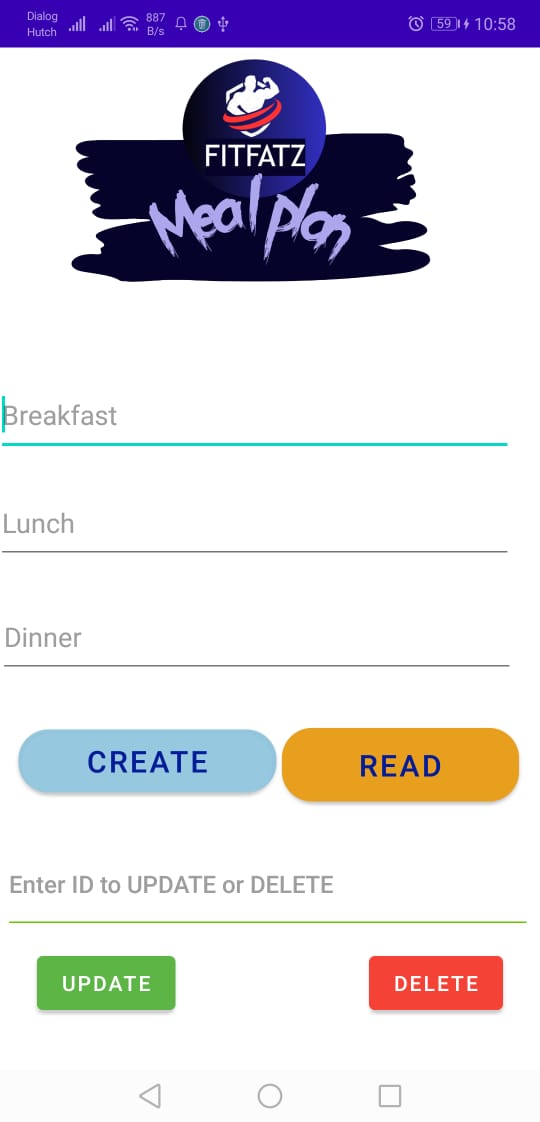 Dialog
Hutch
887
B/s
59
10:58
FITFATZ
Meal plan
Breakfast
Lunch
Dinner
CREATE
READ
Enter ID to UPDATE or DELETE
UPDATE
DELETE